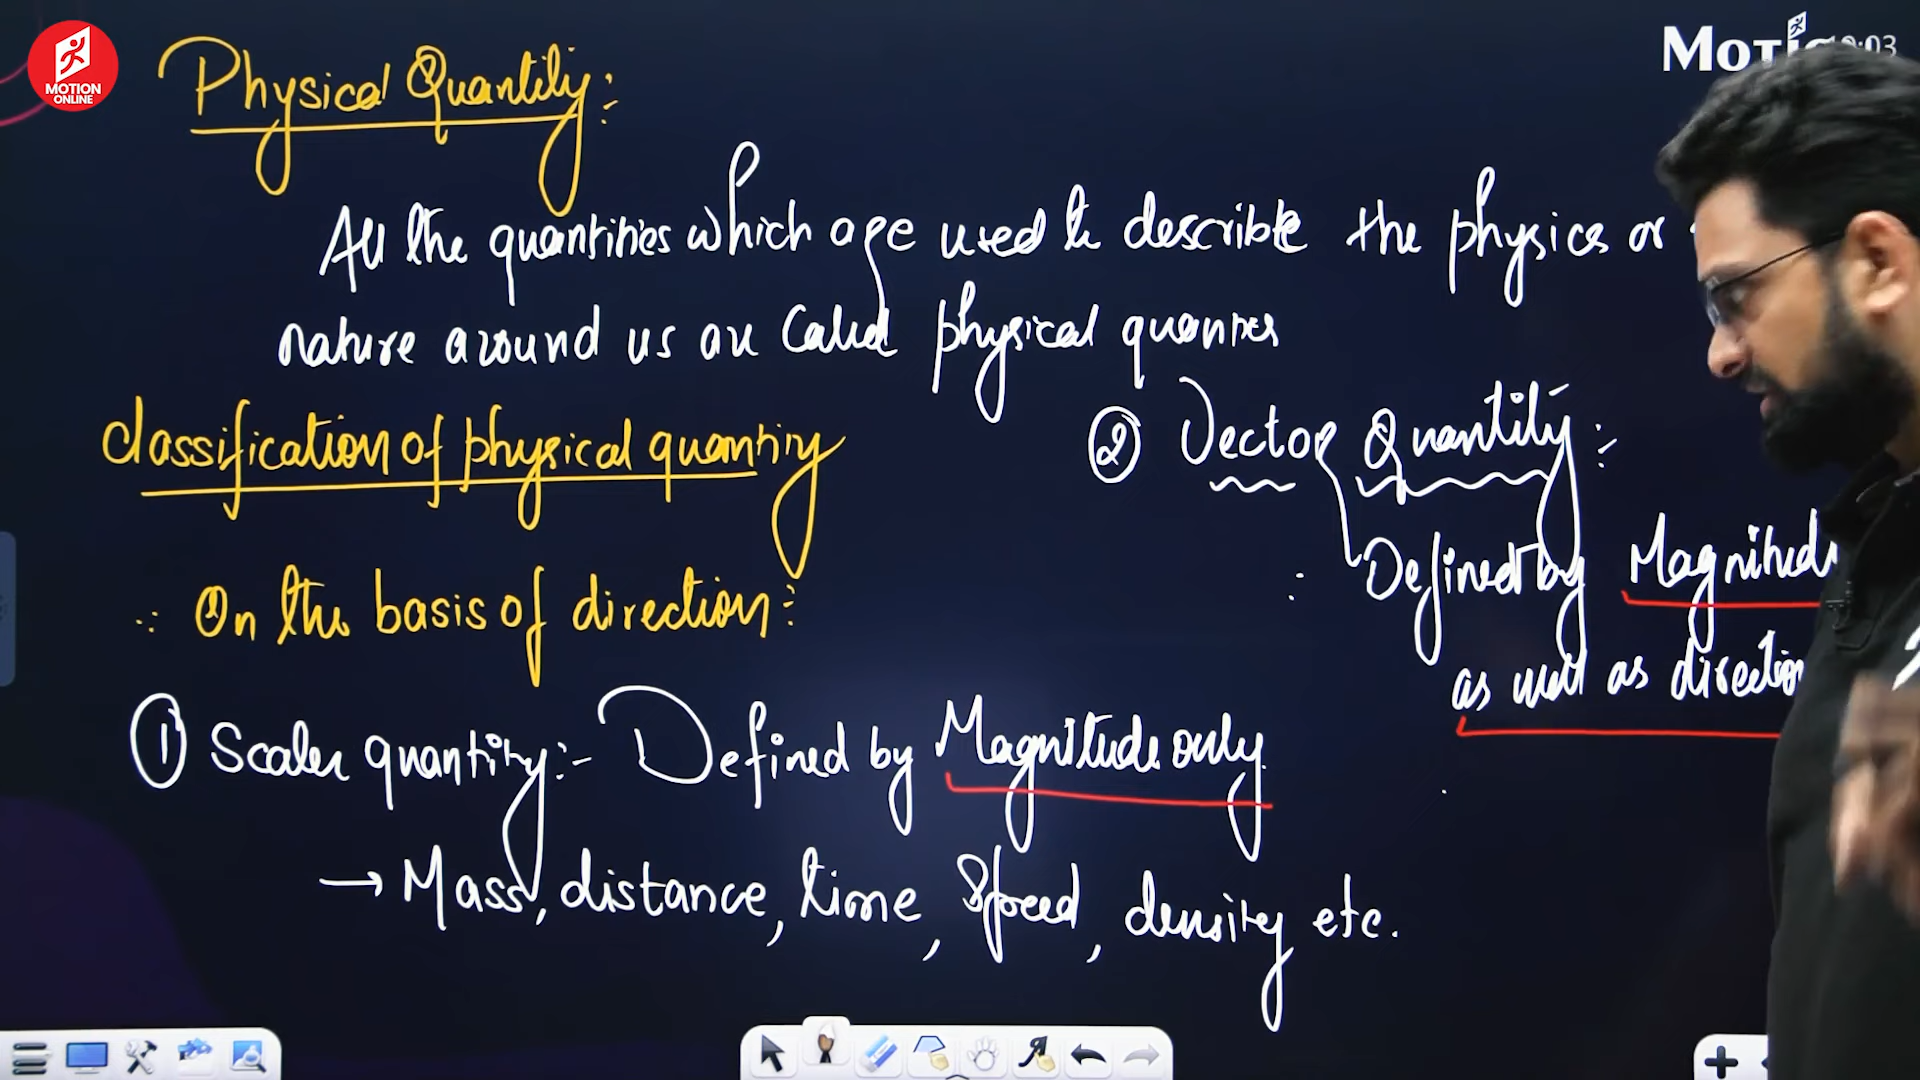 MOTION
ONLINE
Physical Quantity:-
All the quantities which are used to describe the physics or
nature around us are called physical quanties
classification of physical quantity
∴ On the basis of direction:-
① Scaler quantity:- Defined by Magnitude only
→ Mass, distance, time, Speed, density etc.
② Vector Quantity:-
: Defined by Magnitude
as well as direction